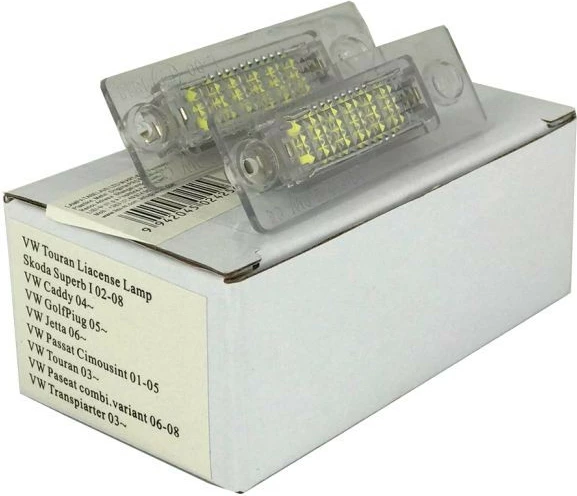 VW Touran Liacense Lamp
Skoda Superb I 02-08
VW Caddy 04~
VW GolfPiug 05~
VW Jetta 06~
VW Passat Cimousint 01-05
VW Touran 03~
VW Paseat combi.variant 06-08
VW Transpiarter 03~